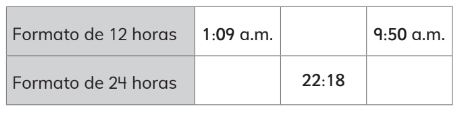 Formato de 12 horas 1:09 a.m. 9:50 a.m.
Formato de 24 horas 22:18